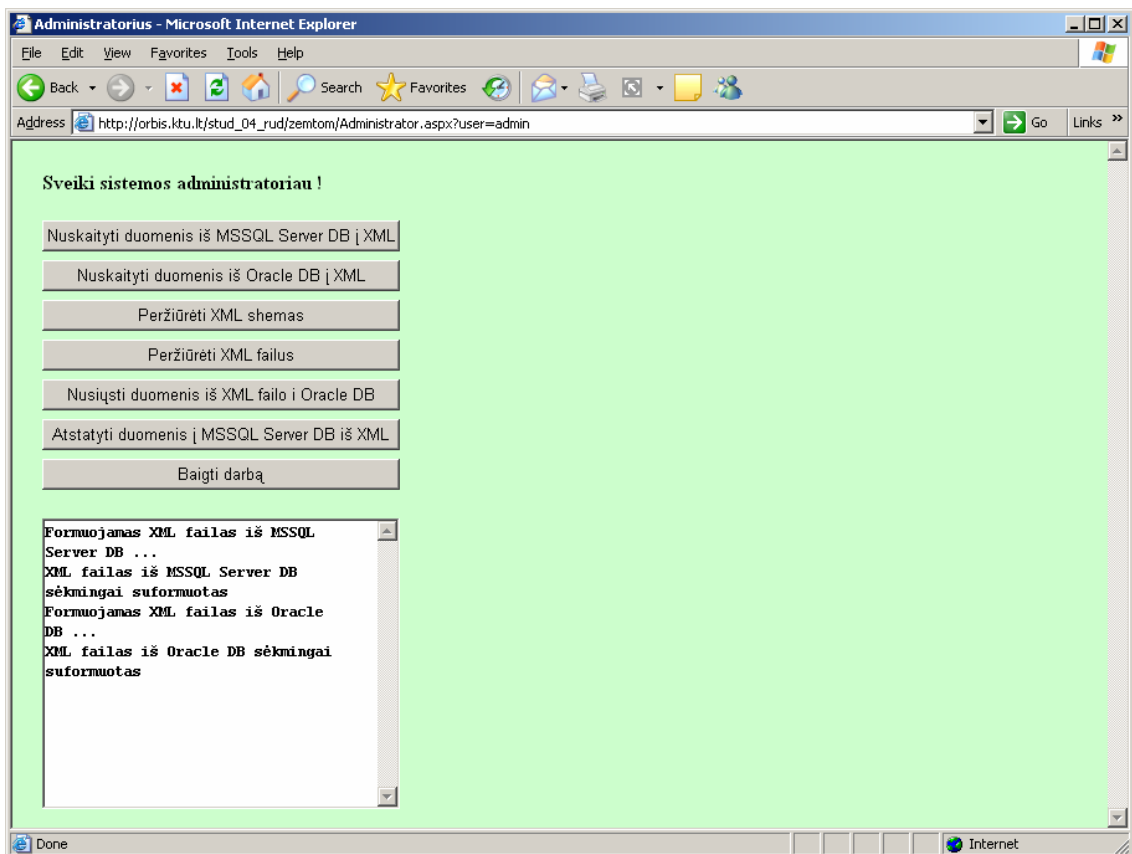 Administratorius - Microsoft Internet Explorer
File Edit View Favorites Tools Help
Back Search Favorites
Address http://orbis.ktu.lt/stud_04_rud/zemtom/Administrator.aspx?user=admin Go Links »
Sveiki sistemos administratoriau !
Nuskaityti duomenis iš MSSQL Server DB į XML
Nuskaityti duomenis iš Oracle DB į XML
Peržiūrėti XML shemas
Peržiūrėti XML failus
Nusiųsti duomenis iš XML failo i Oracle DB
Atstatyti duomenis į MSSQL Server DB iš XML
Baigti darbą
Formuojamas XML failas iš MSSQL
Server DB ...
XML failas iš MSSQL Server DB
sėkmingai suformuotas
Formuojamas XML failas iš Oracle
DB ...
XML failas iš Oracle DB sėkmingai
suformuotas
Done Internet